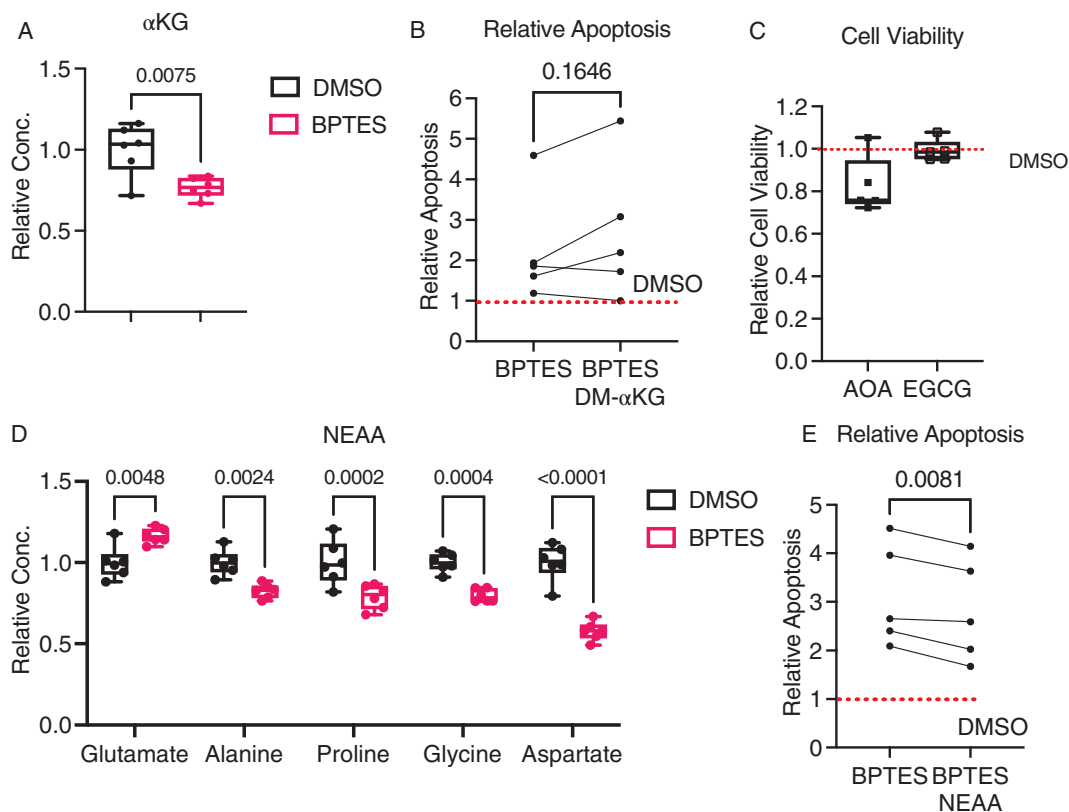 A
αKG
0.0075
1.5
1.0
0.5
0.0
Relative Conc.
DMSO
BPTES
B
Relative Apoptosis
0.1646
6
5
4
3
2
1
0
Relative Apoptosis
DMSO
BPTES
BPTES
DM-αKG
C
Cell Viability
1.2
1.0
0.8
0.6
0.4
0.2
0.0
Relative Cell Viability
DMSO
AOA
EGCG
D
NEAA
0.0048
0.0024
0.0002
0.0004
<0.0001
1.5
1.0
0.5
0.0
Relative Conc.
Glutamate
Alanine
Proline
Glycine
Aspartate
DMSO
BPTES
E
Relative Apoptosis
0.0081
5
4
3
2
1
0
Relative Apoptosis
DMSO
BPTES
BPTES
NEAA